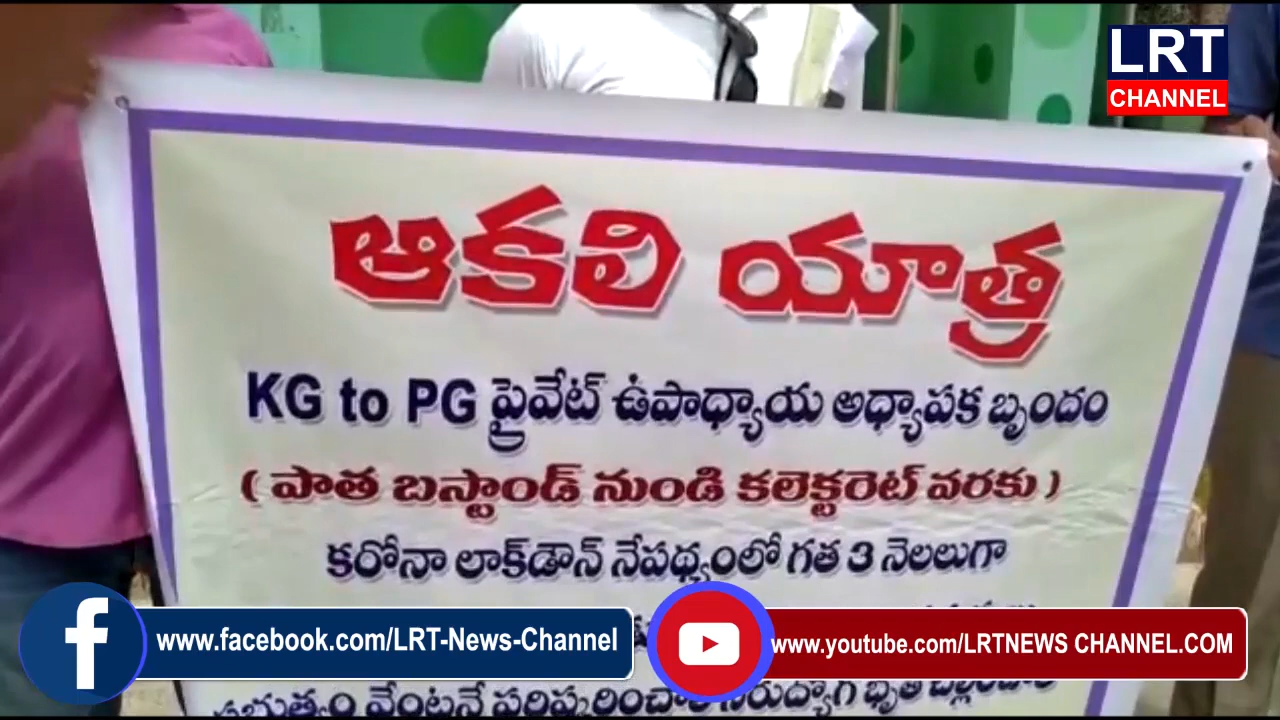 LRT
CHANNEL
ఆకలి యాత్ర
KG to PG ప్రైవేట్ ఉపాధ్యాయ అధ్యాపక బృందం
( పాత బస్టాండ్ నుండి కలెక్టరెట్ వరకు )
కరోనా లాక్‌డౌన్ నేపథ్యంలో గత 3 నెలలుగా
www.facebook.com/LRT-News-Channel
www.youtube.com/LRTNEWS CHANNEL.COM
వేంటనే